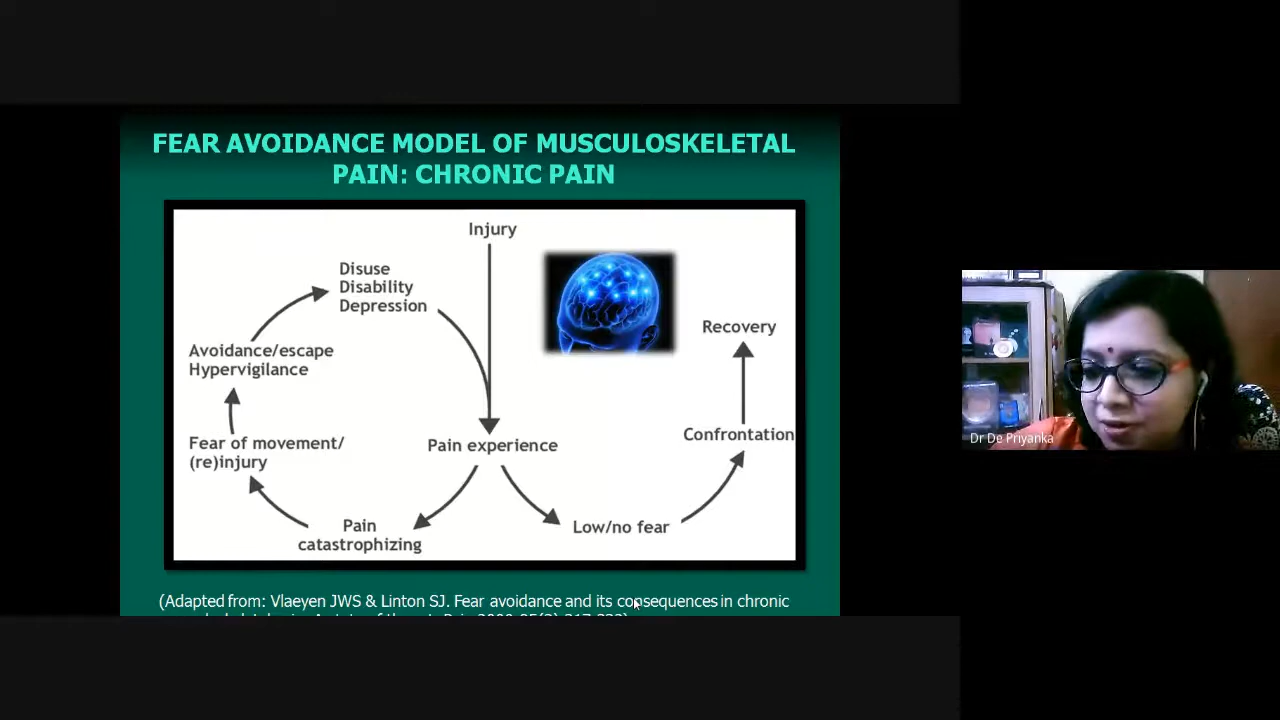 FEAR AVOIDANCE MODEL OF MUSCULOSKELETAL
PAIN: CHRONIC PAIN
Injury
Disuse
Disability
Depression
Avoidance/escape
Hypervigilance
Fear of movement/
(re)injury
Pain
catastrophizing
Pain experience
Low/no fear
Confrontation
Recovery
(Adapted from: Vlaeyen JWS & Linton SJ. Fear avoidance and its consequences in chronic
Dr De Priyanka